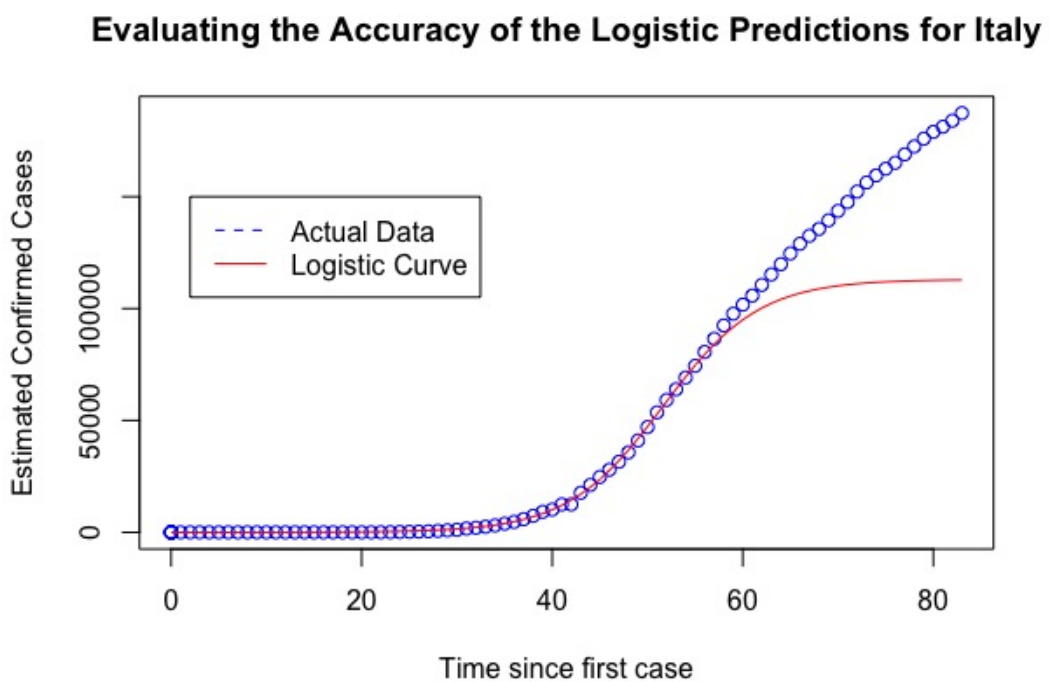 Evaluating the Accuracy of the Logistic Predictions for Italy
Estimated Confirmed Cases
100000
50000
0
Actual Data
Logistic Curve
0 20 40 60 80
Time since first case